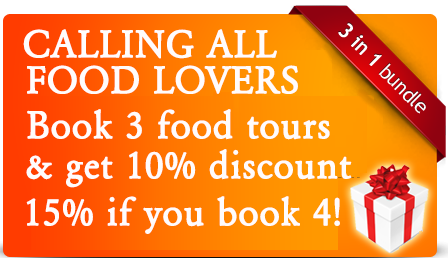 CALLING ALL
FOOD LOVERS
Book 3 food tours
& get 10% discount
15% if you book 4!
3 in 1 bundle